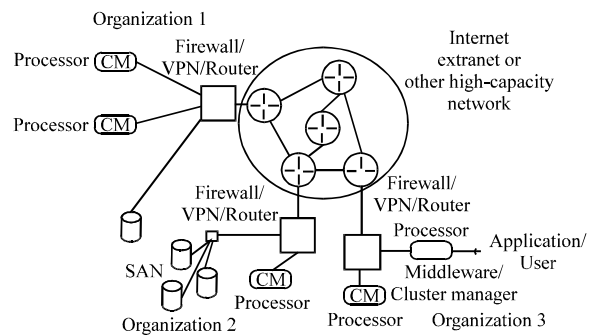 Organization 1
Firewall/
VPN/Router
Internet
extranet or
other high-capacity
network
Processor CM
Processor CM
Firewall/
VPN/Router
Firewall/
VPN/Router
Processor
Application/
User
SAN
CM
Processor
Middleware/
CM Cluster manager
Organization 2
Processor
Organization 3